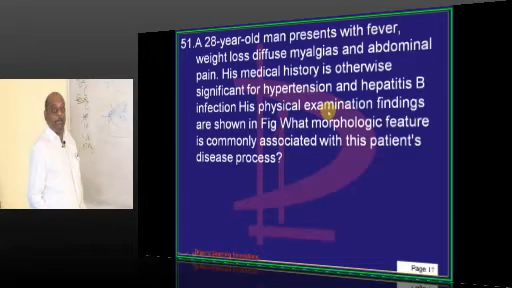 51.A 28-year-old man presents with fever,
weight loss diffuse myalgias and abdominal
pain. His medical history is otherwise
significant for hypertension and hepatitis B
infection His physical examination findings
are shown in Fig What morphologic feature
is commonly associated with this patient's
disease process?
Page 17